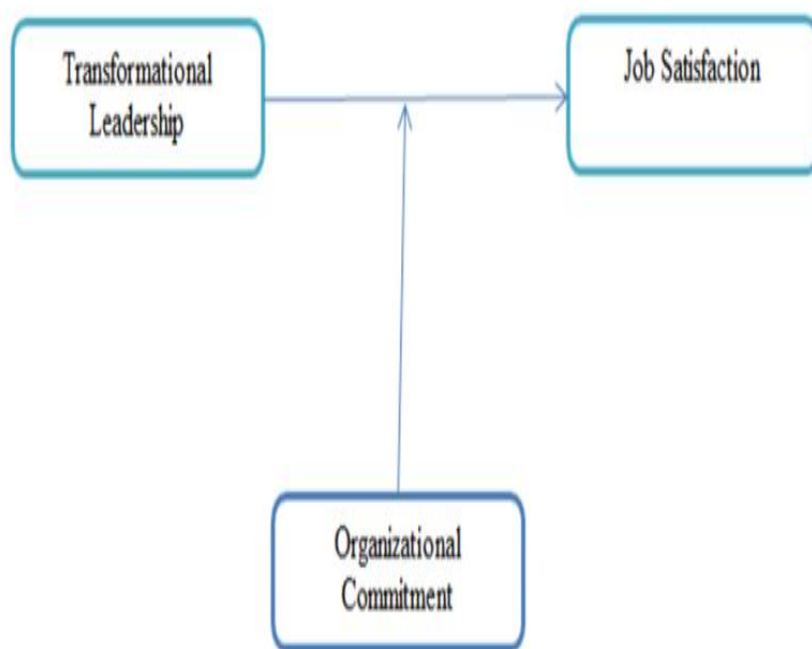 Transformational
Leadership
Job Satisfaction
Organizational
Commitment